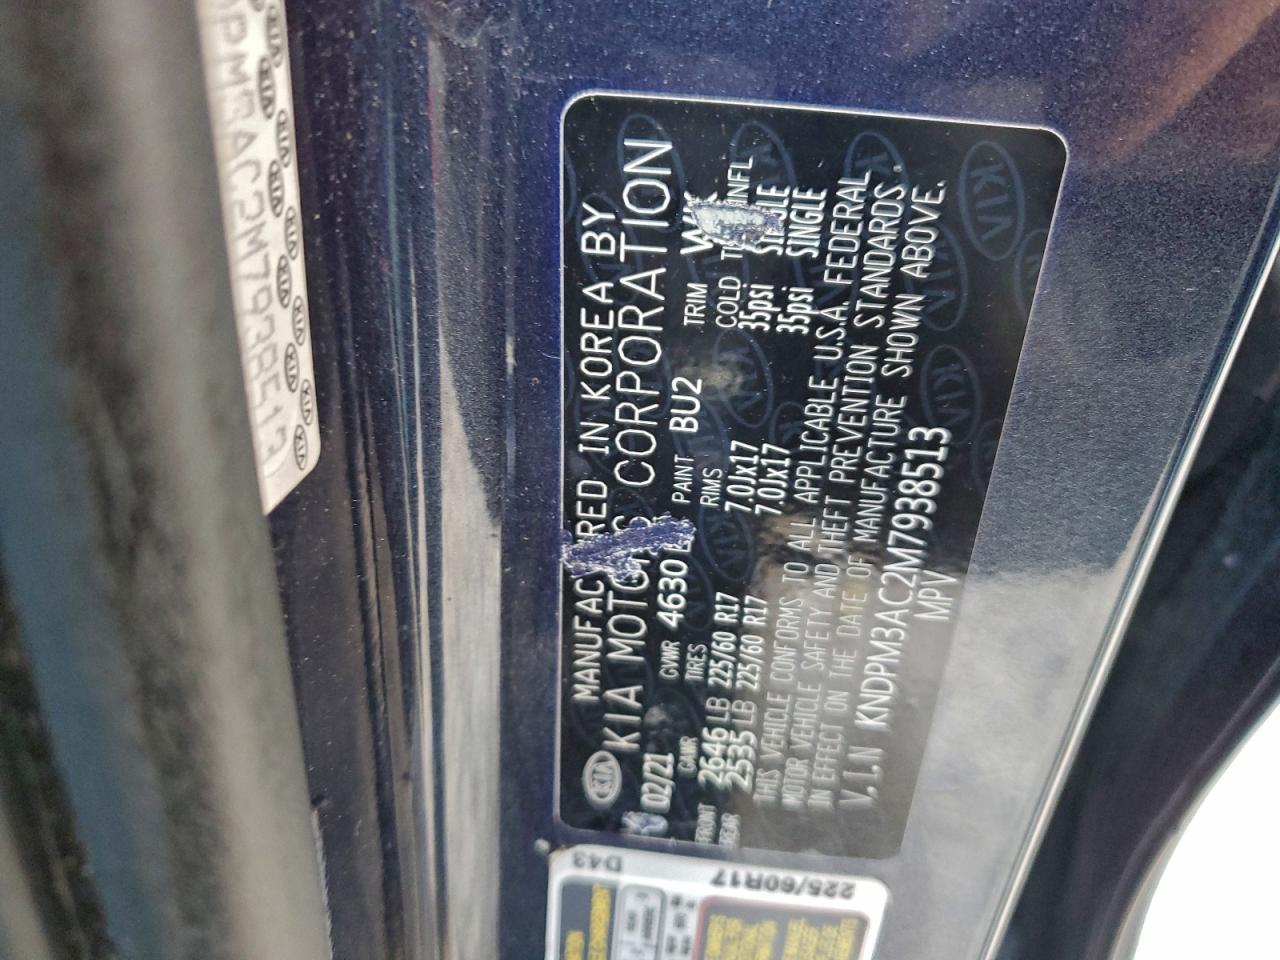 KIA
MANUFAC RED IN KOREA BY
KIA MOTORS CORPORATION
02/21 GVWR 4630 PAINT BU2 TRIM
GAWR TIRES RIMS COLD INFL
FRONT 2646 LB 225/60 R17 7.0Jx17 35psi SINGLE
REAR 2535 LB 225/60 R17 7.0Jx17 35psi SINGLE
THIS VEHICLE CONFORMS TO ALL APPLICABLE U.S.A. FEDERAL
MOTOR VEHICLE SAFETY AND THEFT PREVENTION STANDARDS
IN EFFECT ON THE DATE OF MANUFACTURE SHOWN ABOVE.
V.I.N KNDPM3AC2M7938513
MPV
D43
225/60R17